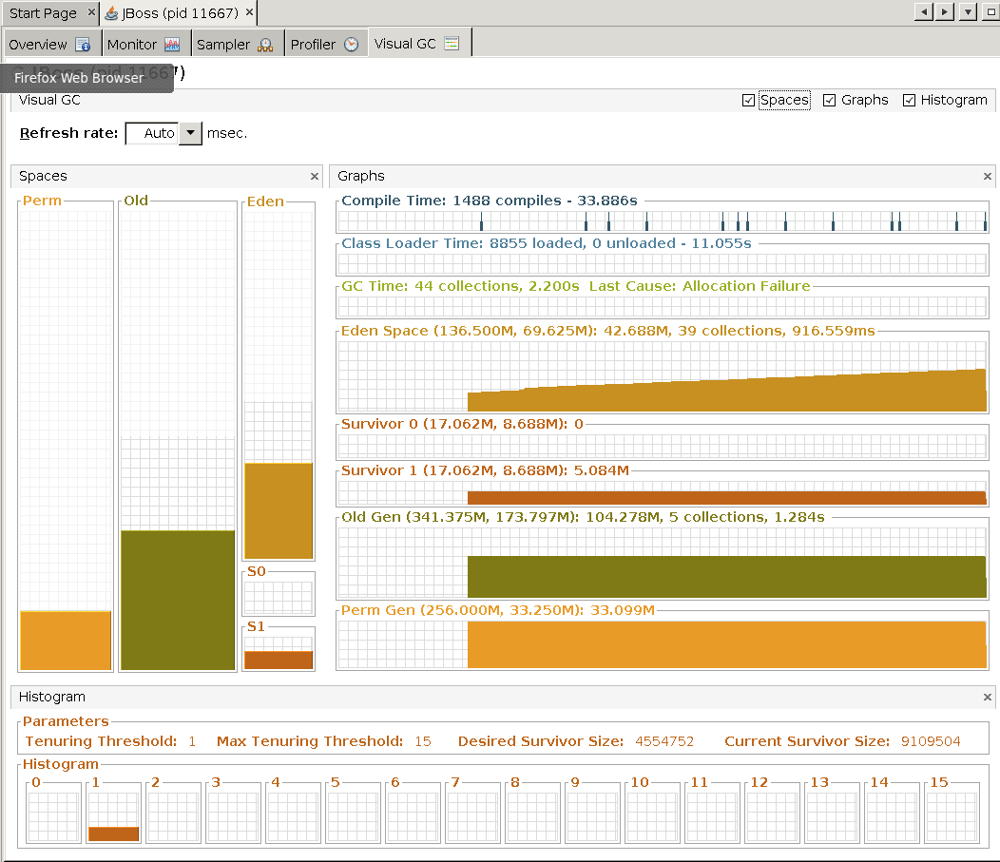 Start Page JBoss (pid 11667)
Overview Monitor Sampler Profiler Visual GC
JBoss (pid 11667)
Firefox Web Browser
Visual GC Spaces Graphs Histogram
Refresh rate: Auto msec.
Spaces Graphs
Perm Old Eden
Compile Time: 1488 compiles - 33.886s
Class Loader Time: 8855 loaded, 0 unloaded - 11.055s
GC Time: 44 collections, 2.200s Last Cause: Allocation Failure
Eden Space (136.500M, 69.625M): 42.688M, 39 collections, 916.559ms
Survivor 0 (17.062M, 8.688M): 0
Survivor 1 (17.062M, 8.688M): 5.084M
Old Gen (341.375M, 173.797M): 104.278M, 5 collections, 1.284s
S0
Perm Gen (256.000M, 33.250M): 33.099M
S1
Histogram
Parameters
Tenuring Threshold: 1 Max Tenuring Threshold: 15 Desired Survivor Size: 4554752 Current Survivor Size: 9109504
Histogram
0 1 2 3 4 5 6 7 8 9 10 11 12 13 14 15